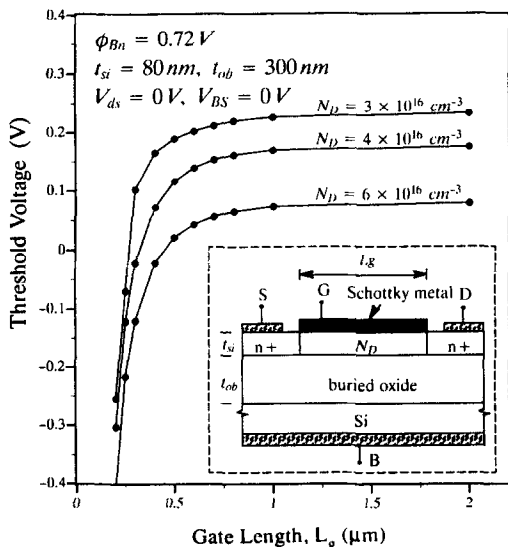 ϕBn = 0.72 V
tsi = 80 nm, tob = 300 nm
Vds = 0 V, VBS = 0 V
ND = 3 × 10^16 cm^-3
ND = 4 × 10^16 cm^-3
ND = 6 × 10^16 cm^-3
Threshold Voltage (V)
0.4
0.3
0.2
0.1
0
-0.1
-0.2
-0.3
-0.4
Lg
S
G
Schottky metal
D
tsi
n+
ND
n+
tob
buried oxide
Si
B
0
0.5
1
1.5
2
Gate Length, Lg (μm)